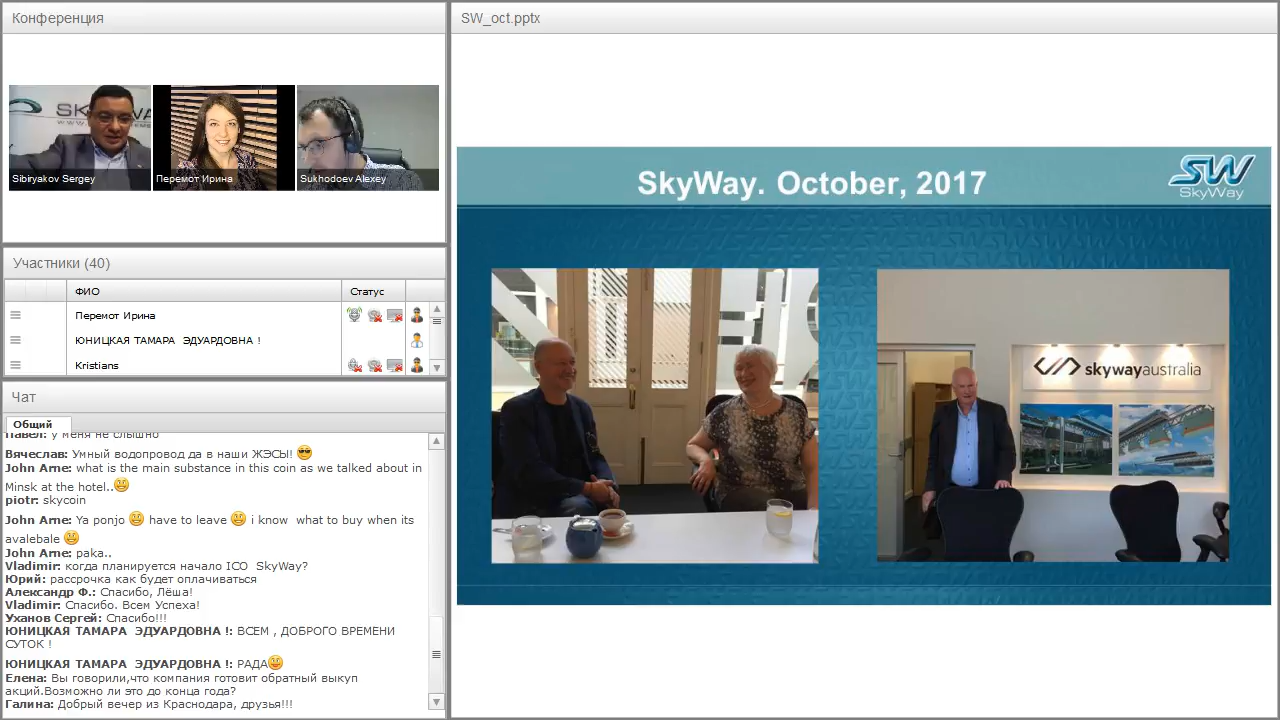 Конференция
Sibiryakov Sergey
Перемот Ирина
Sukhodoev Alexey
Участники (40)
ФИО
Статус
Перемот Ирина
ЮНИЦКАЯ ТАМАРА ЭДУАРДОВНА !
Kristians
Чат
Общий
Павел: у меня не слышно
Вячеслав: Умный водопровод да в наши ЖЭСЫ!
John Arne: what is the main substance in this coin as we talked about in
Minsk at the hotel..
piotr: skycoin
John Arne: Ya ponjo have to leave i know what to buy when its
avalebale
John Arne: paka..
Vladimir: когда планируется начало ICO SkyWay?
Юрий: рассрочка как будет оплачиваться
Александр Ф.: Спасибо, Лёша!
Vladimir: Спасибо. Всем Успеха!
Уханов Сергей: Спасибо!!!
ЮНИЦКАЯ ТАМАРА ЭДУАРДОВНА !: ВСЕМ , ДОБРОГО ВРЕМЕНИ
СУТОК !
ЮНИЦКАЯ ТАМАРА ЭДУАРДОВНА !: РАДА
Елена: Вы говорили,что компания готовит обратный выкуп
акций.Возможно ли это до конца года?
Галина: Добрый вечер из Краснодара, друзья!!!
SW_oct.pptx
SkyWay. October, 2017
SW
SkyWay
skywayaustralia